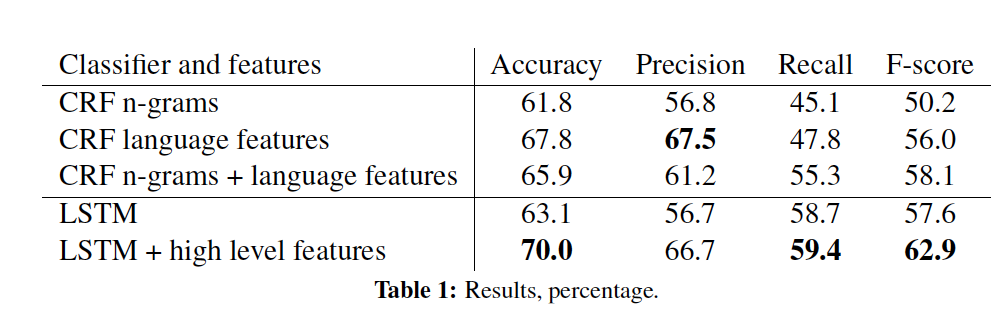 Classifier and features Accuracy Precision Recall F-score
CRF n-grams 61.8 56.8 45.1 50.2
CRF language features 67.8 67.5 47.8 56.0
CRF n-grams + language features 65.9 61.2 55.3 58.1
LSTM 63.1 56.7 58.7 57.6
LSTM + high level features 70.0 66.7 59.4 62.9
Table 1: Results, percentage.